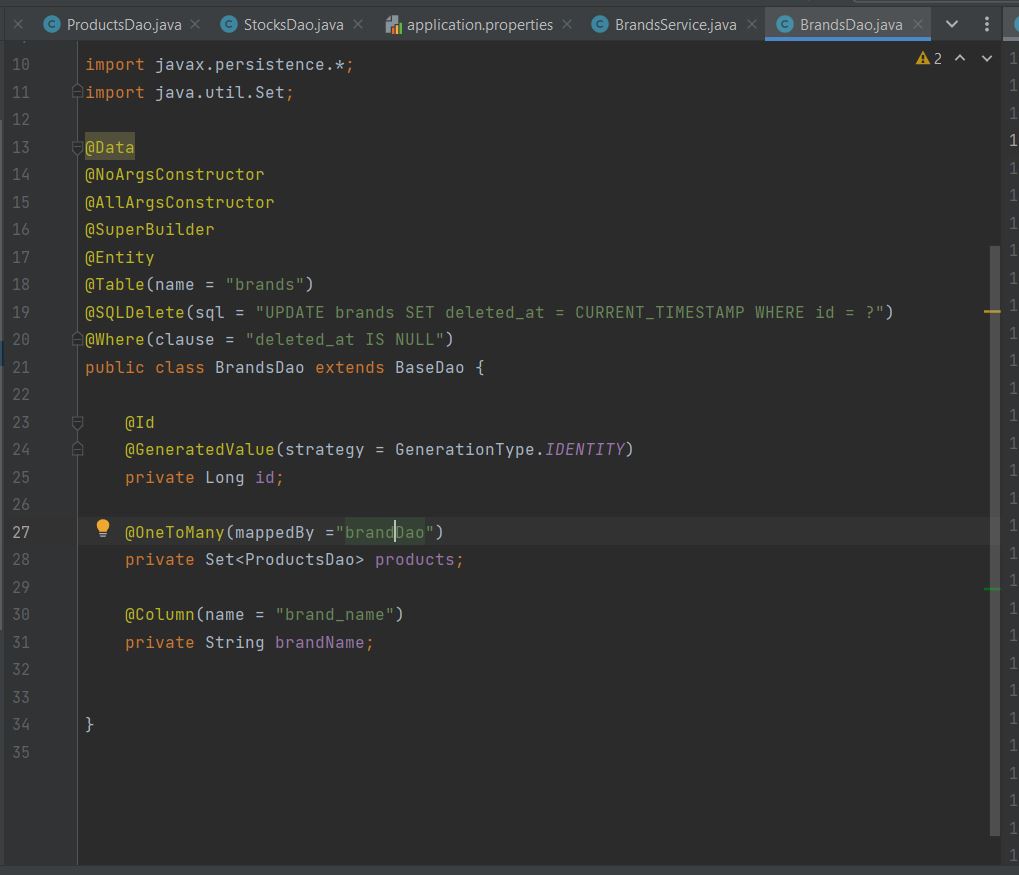 ProductsDao.java StocksDao.java application.properties BrandsService.java BrandsDao.java
2
10 import javax.persistence.*;
11 import java.util.Set;
12
13 @Data
14 @NoArgsConstructor
15 @AllArgsConstructor
16 @SuperBuilder
17 @Entity
18 @Table(name = "brands")
19 @SQLDelete(sql = "UPDATE brands SET deleted_at = CURRENT_TIMESTAMP WHERE id = ?")
20 @Where(clause = "deleted_at IS NULL")
21 public class BrandsDao extends BaseDao {
22
23 @Id
24 @GeneratedValue(strategy = GenerationType.IDENTITY)
25 private Long id;
26
27 @OneToMany(mappedBy ="brandDao")
28 private Set<ProductsDao> products;
29
30 @Column(name = "brand_name")
31 private String brandName;
32
33
34 }
35